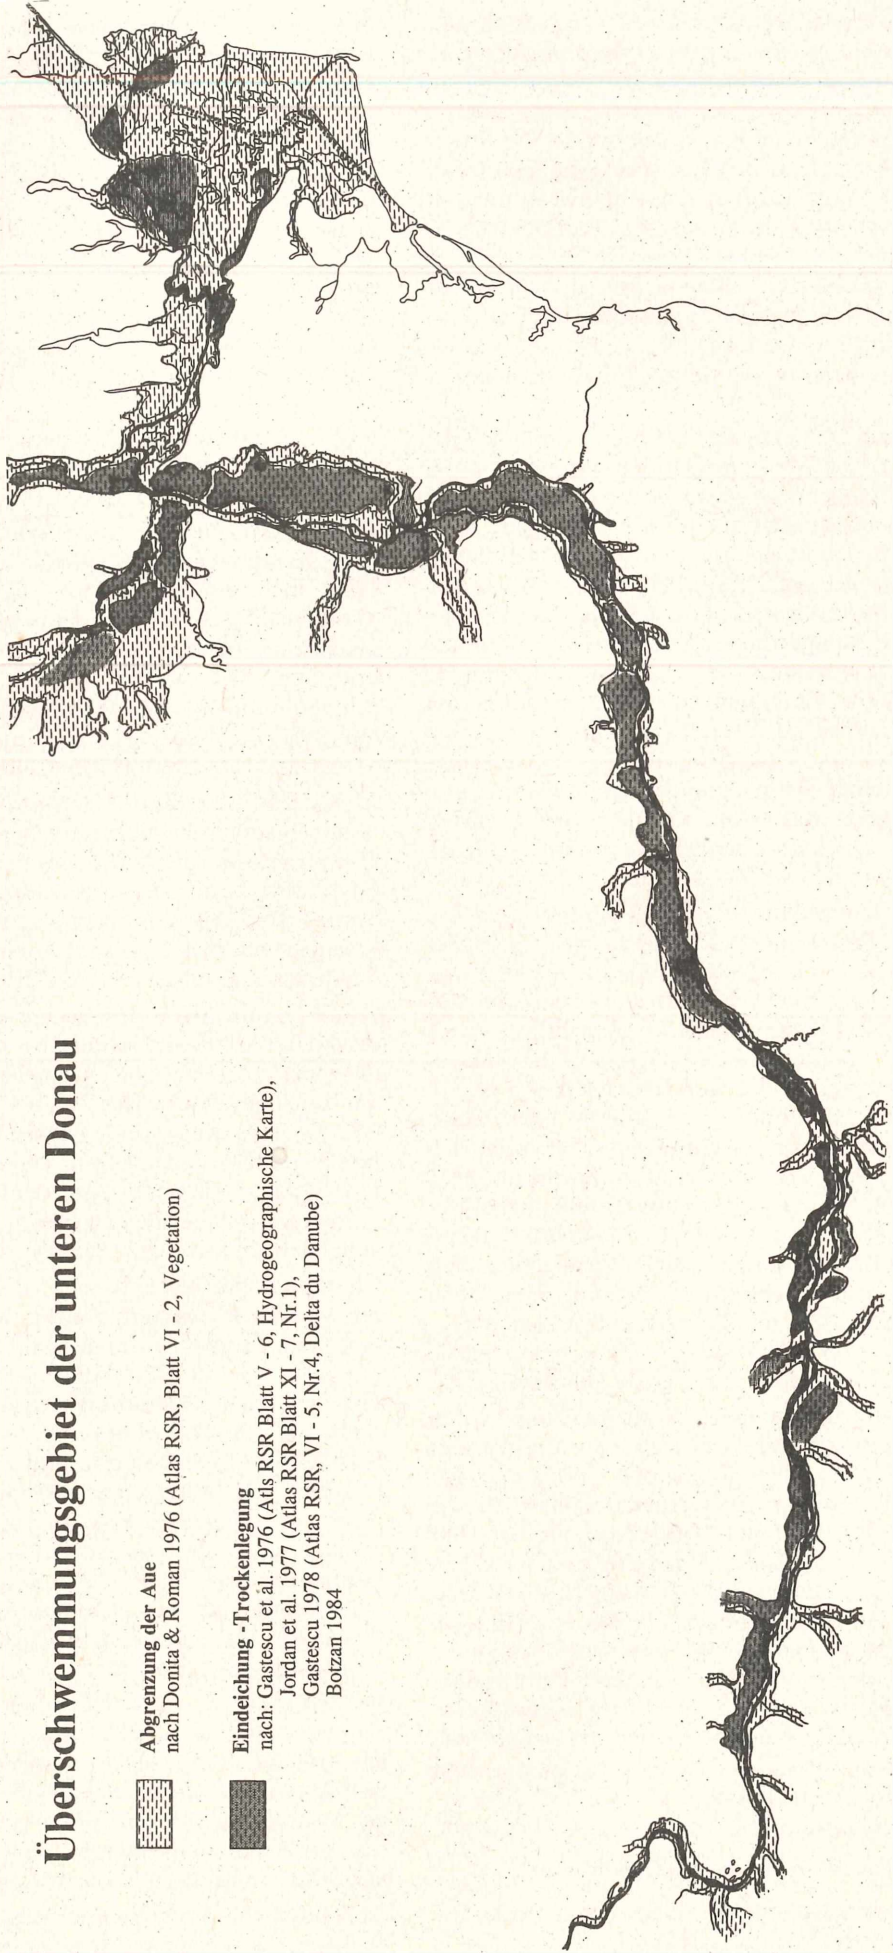 Überschwemmungsgebiet der unteren Donau
Abgrenzung der Aue
nach Donita & Roman 1976 (Atlas RSR, Blatt VI - 2, Vegetation)
Eindeichung -Trockenlegung
nach: Gastescu et al. 1976 (Atls RSR Blatt V - 6, Hydrogeographische Karte),
Jordan et al. 1977 (Atlas RSR Blatt XI - 7, Nr.1),
Gastescu 1978 (Atlas RSR, VI - 5, Nr.4, Delta du Danube)
Botzan 1984